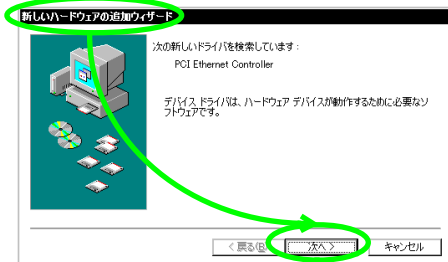 新しいハードウェアの追加ウィザード
次の新しいドライバを検索しています:
PCI Ethernet Controller
デバイス ドライバは、ハードウェア デバイスが動作するために必要なソ
フトウェアです。
< 戻る(B)
次へ >
キャンセル